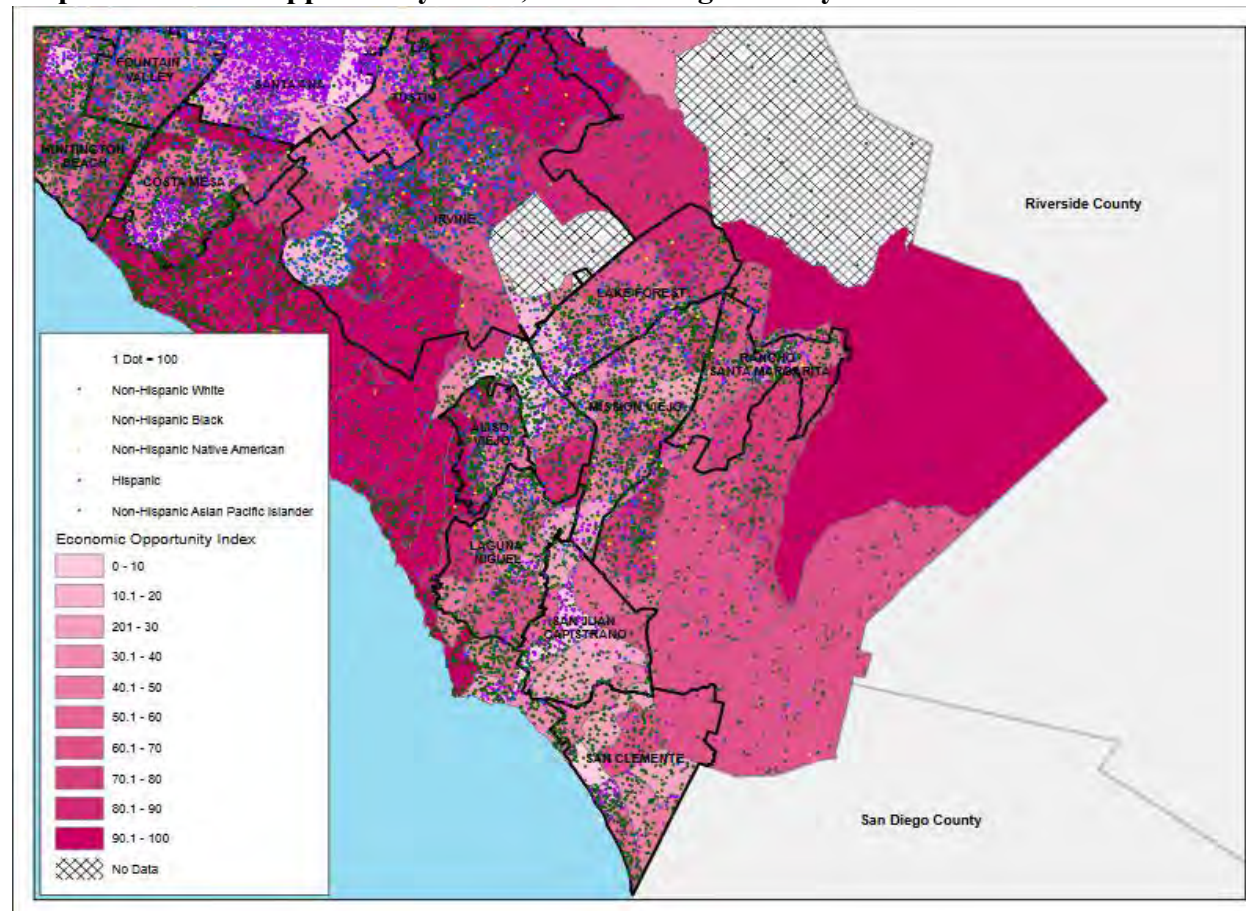 FOUNTAIN
VALLEY
SANTA ANA
TUSTIN
HUNTINGTON
BEACH
COSTA MESA
IRVINE
Riverside County
LAKE FOREST
RANCHO
SANTA MARGARITA
MISSION VIEJO
ALISO
VIEJO
LAGUNA
NIGUEL
SAN JUAN
CAPISTRANO
SAN CLEMENTE
San Diego County
1 Dot = 100
Non-Hispanic White
Non-Hispanic Black
Non-Hispanic Native American
Hispanic
Non-Hispanic Asian Pacific Islander
Economic Opportunity Index
0 - 10
10.1 - 20
201 - 30
30.1 - 40
40.1 - 50
50.1 - 60
60.1 - 70
70.1 - 80
80.1 - 90
90.1 - 100
No Data